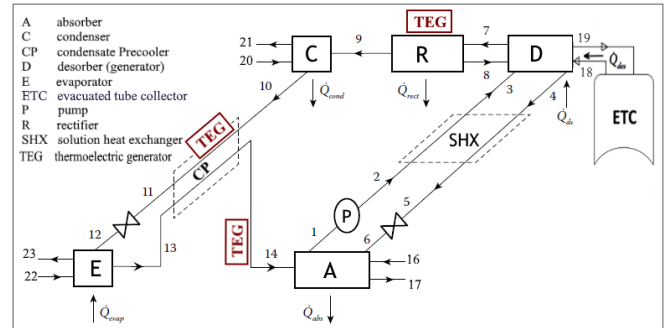 A absorber
C condenser
CP condensate Precooler
D desorber (generator)
E evaporator
ETC evacuated tube collector
P pump
R rectifier
SHX solution heat exchanger
TEG thermoelectric generator
TEG
21
20
C
9
R
7
8
D
19
18
Q̇des
ETC
10
Q̇cond
Q̇rect
3
4
Q̇de
TEG
CP
SHX
11
2
5
P
12
13
TEG
1
6
23
22
E
14
A
16
17
Q̇evap
Q̇abs